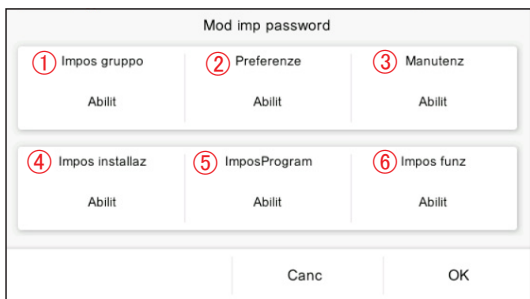 Mod imp password
① Impos gruppo ② Preferenze ③ Manutenz
Abilit Abilit Abilit
④ Impos installaz ⑤ ImposProgram ⑥ Impos funz
Abilit Abilit Abilit
Canc OK